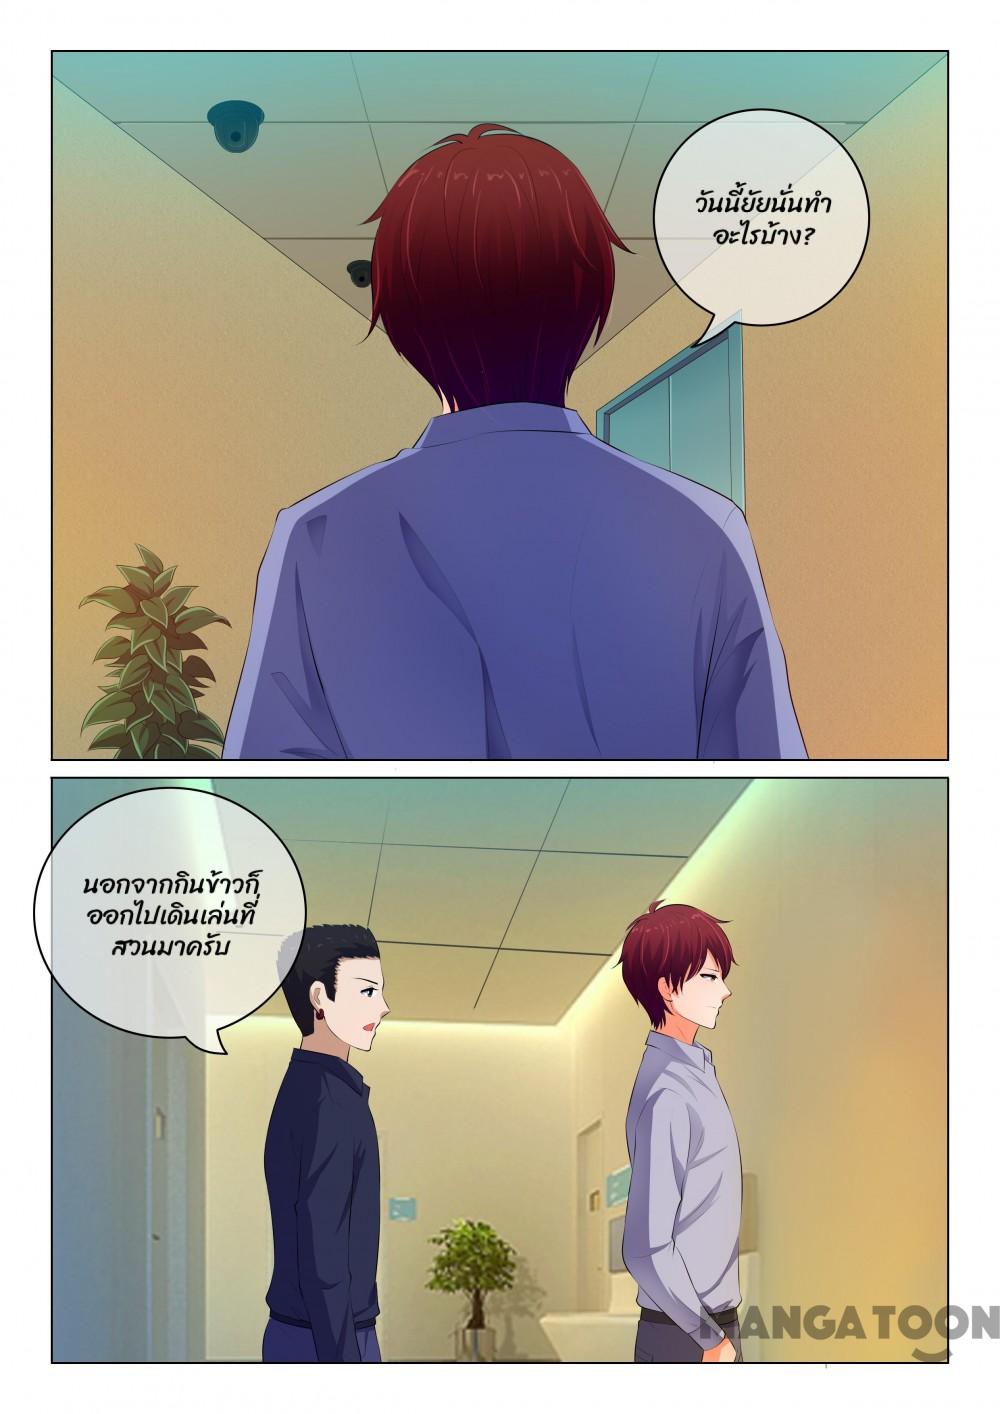 วันนี้ยัยนั่นทำ
อะไรบ้าง?
นอกจากกินข้าวก็
ออกไปเดินเล่นที่
สวนมาครับ
MANGATOON